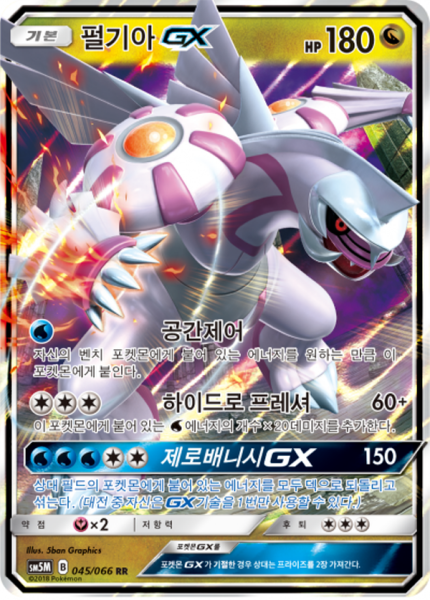 기본 펄기아GX HP 180
공간제어
자신의 벤치 포켓몬에게 붙어 있는 에너지를 원하는 만큼 이
포켓몬에게 붙인다.
하이드로 프레셔 60+
이 포켓몬에게 붙어 있는 에너지의 개수×20데미지를 추가한다.
제로배니시GX 150
상대 필드의 포켓몬에게 붙어 있는 에너지를 모두 덱으로 되돌리고
섞는다. (대전 중 자신은 GX기술을 1번만 사용할 수 있다.)
약점 ×2 저항력 후퇴
Illus. 5ban Graphics
포켓몬GX룰
SM5M B 045/066 RR
포켓몬GX가 기절한 경우 상대는 프라이즈를 2장 가져간다.
©2018 Pokémon